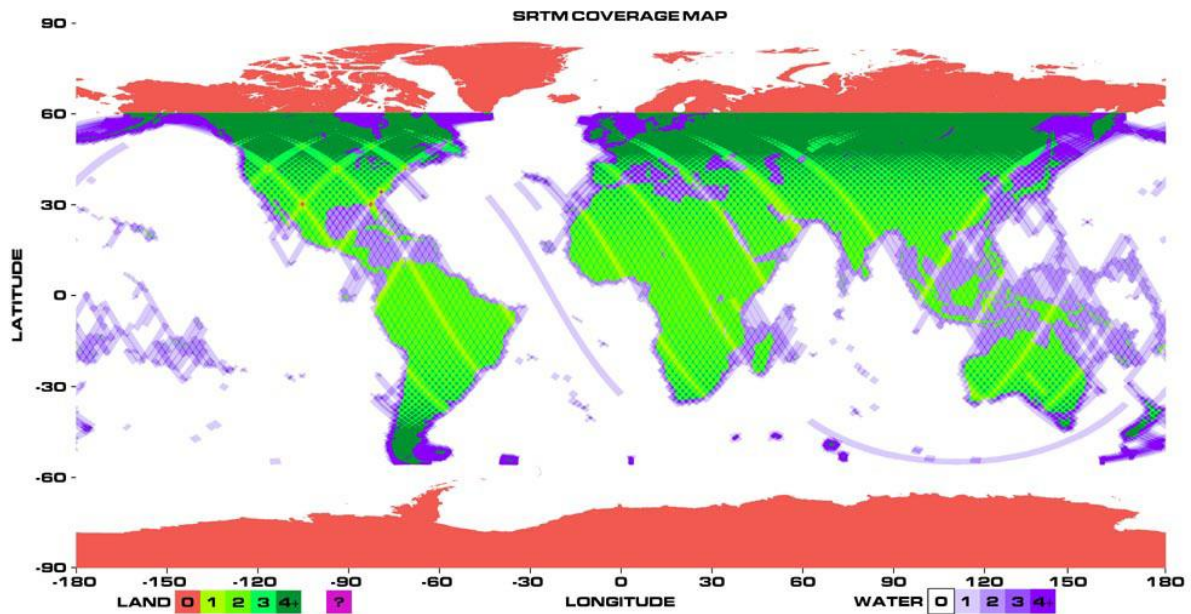 SRTM COVERAGE MAP
90
60
30
0
-30
-60
-90
LATITUDE
-180 -150 -120 -90 -60 -30 0 30 60 90 120 150 180
LAND 0 1 2 3 4+ ? LONGITUDE WATER 0 1 2 3 4+